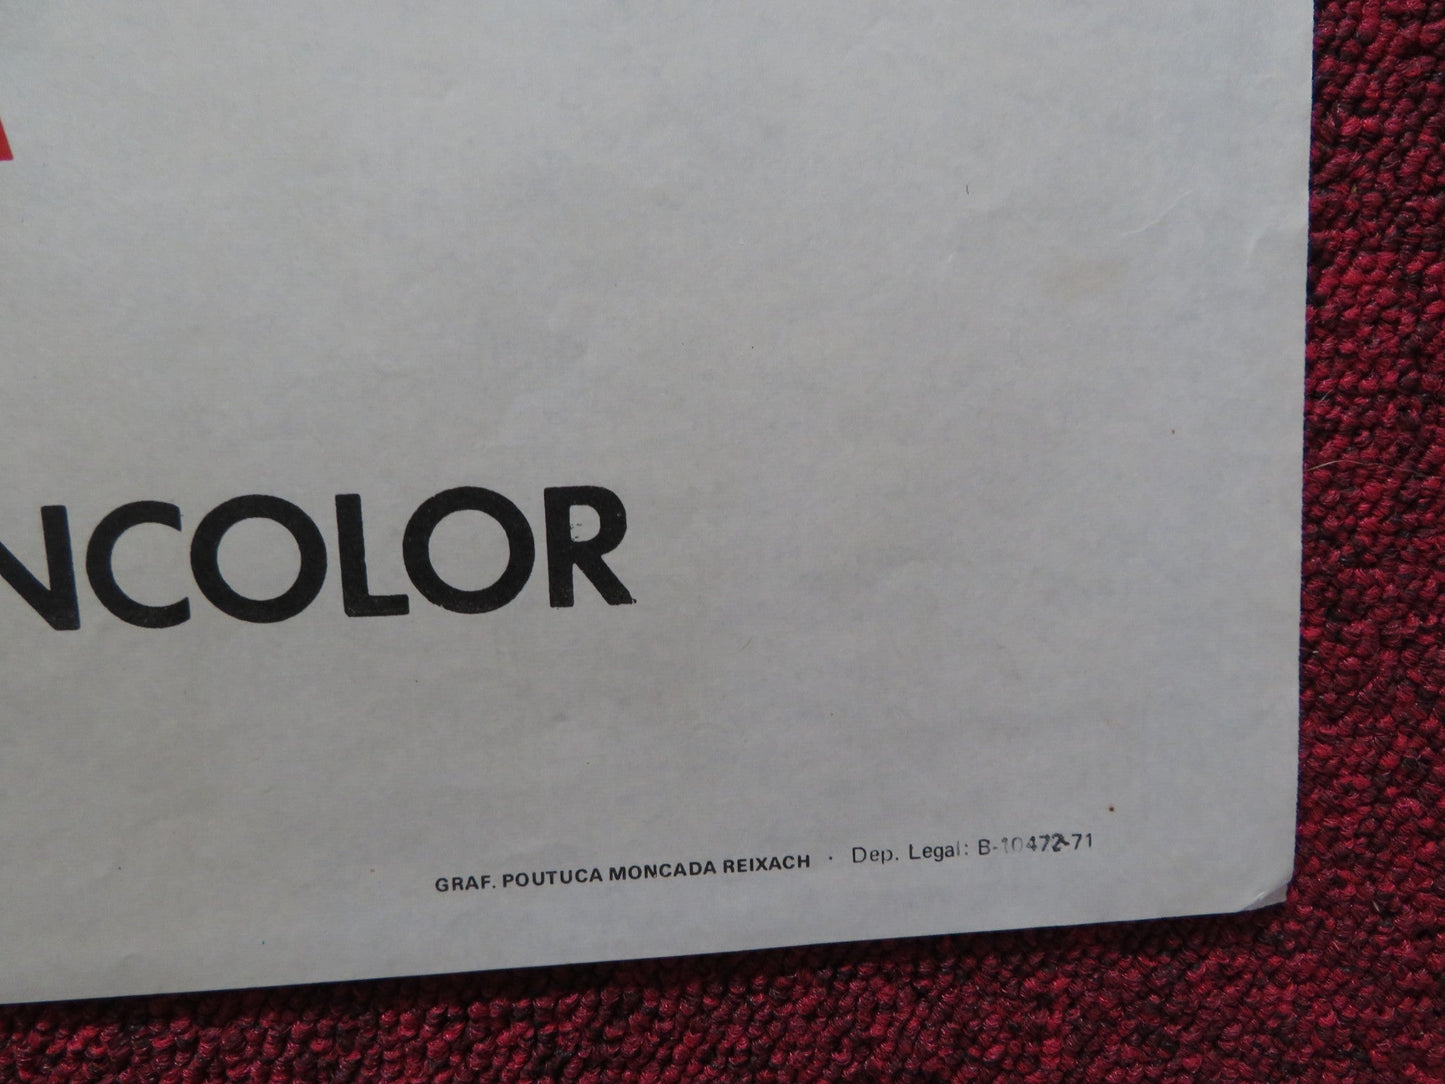 NCOLOR
GRAF. POUTUCA MONCADA REIXACH · Dep. Legal: B-10472-71